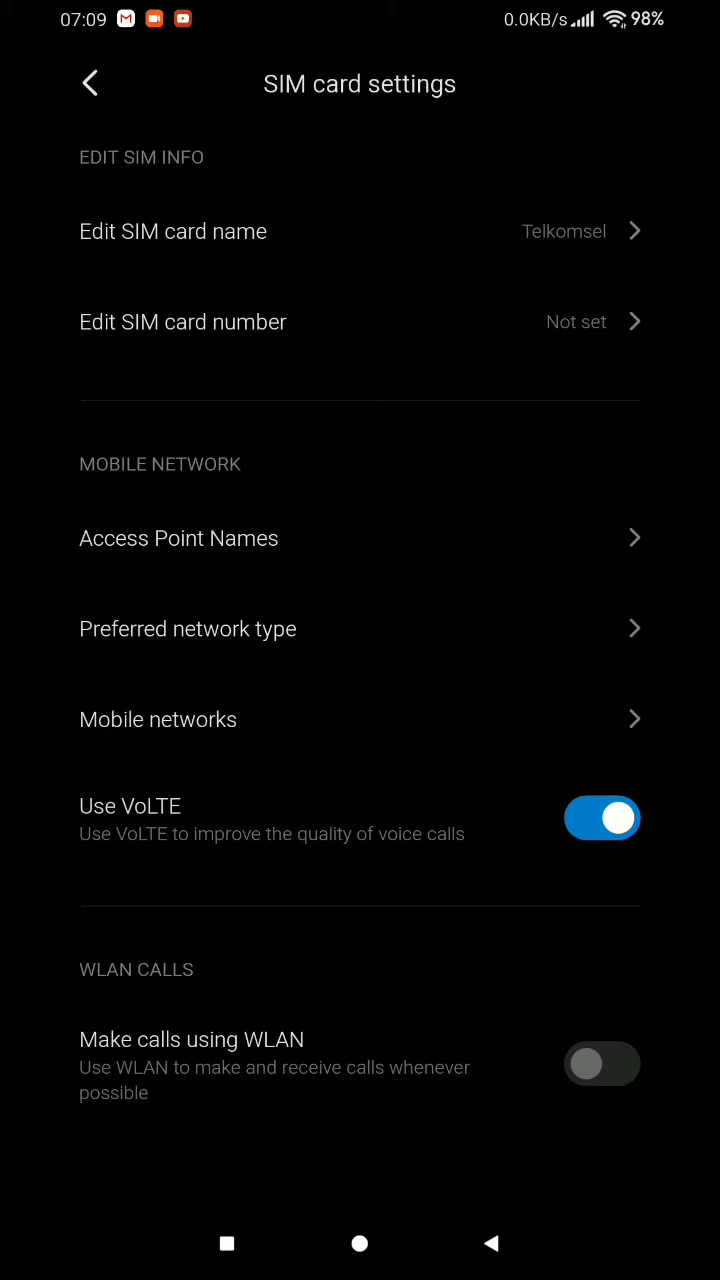 07:09 0.0KB/s 98%
SIM card settings
EDIT SIM INFO
Edit SIM card name Telkomsel
Edit SIM card number Not set
MOBILE NETWORK
Access Point Names
Preferred network type
Mobile networks
Use VoLTE
Use VoLTE to improve the quality of voice calls
WLAN CALLS
Make calls using WLAN
Use WLAN to make and receive calls whenever
possible